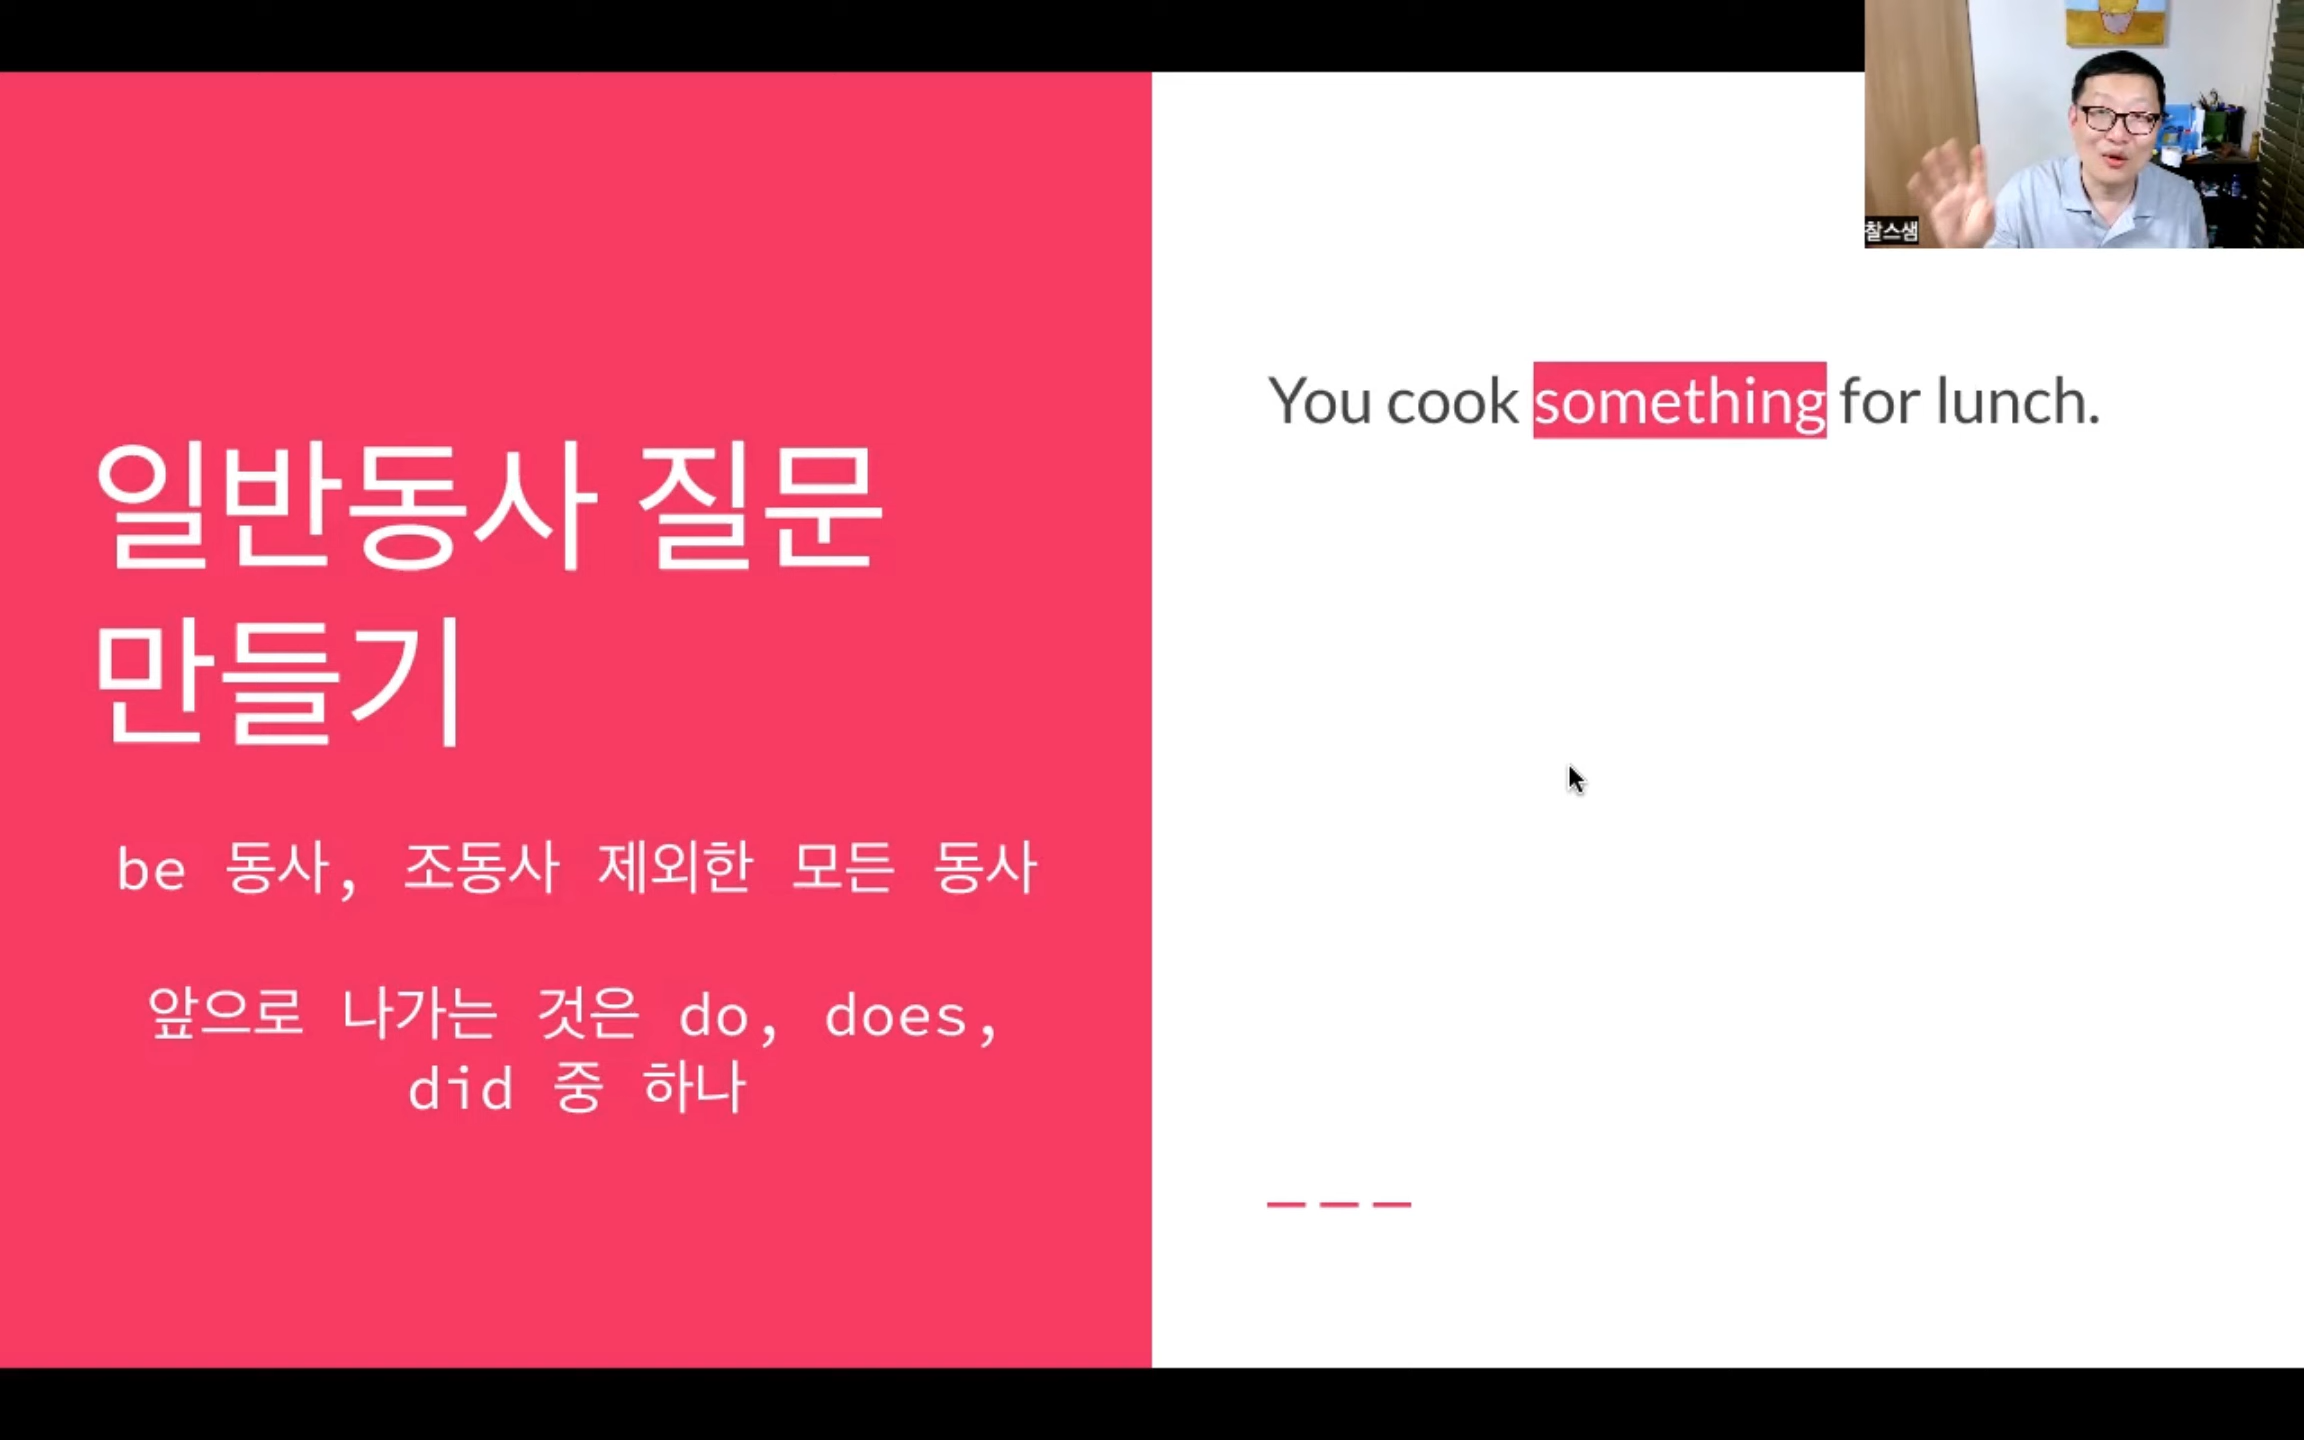 일반동사 질문
만들기
be 동사, 조동사 제외한 모든 동사
앞으로 나가는 것은 do, does,
did 중 하나
You cook something for lunch.
찰스샘